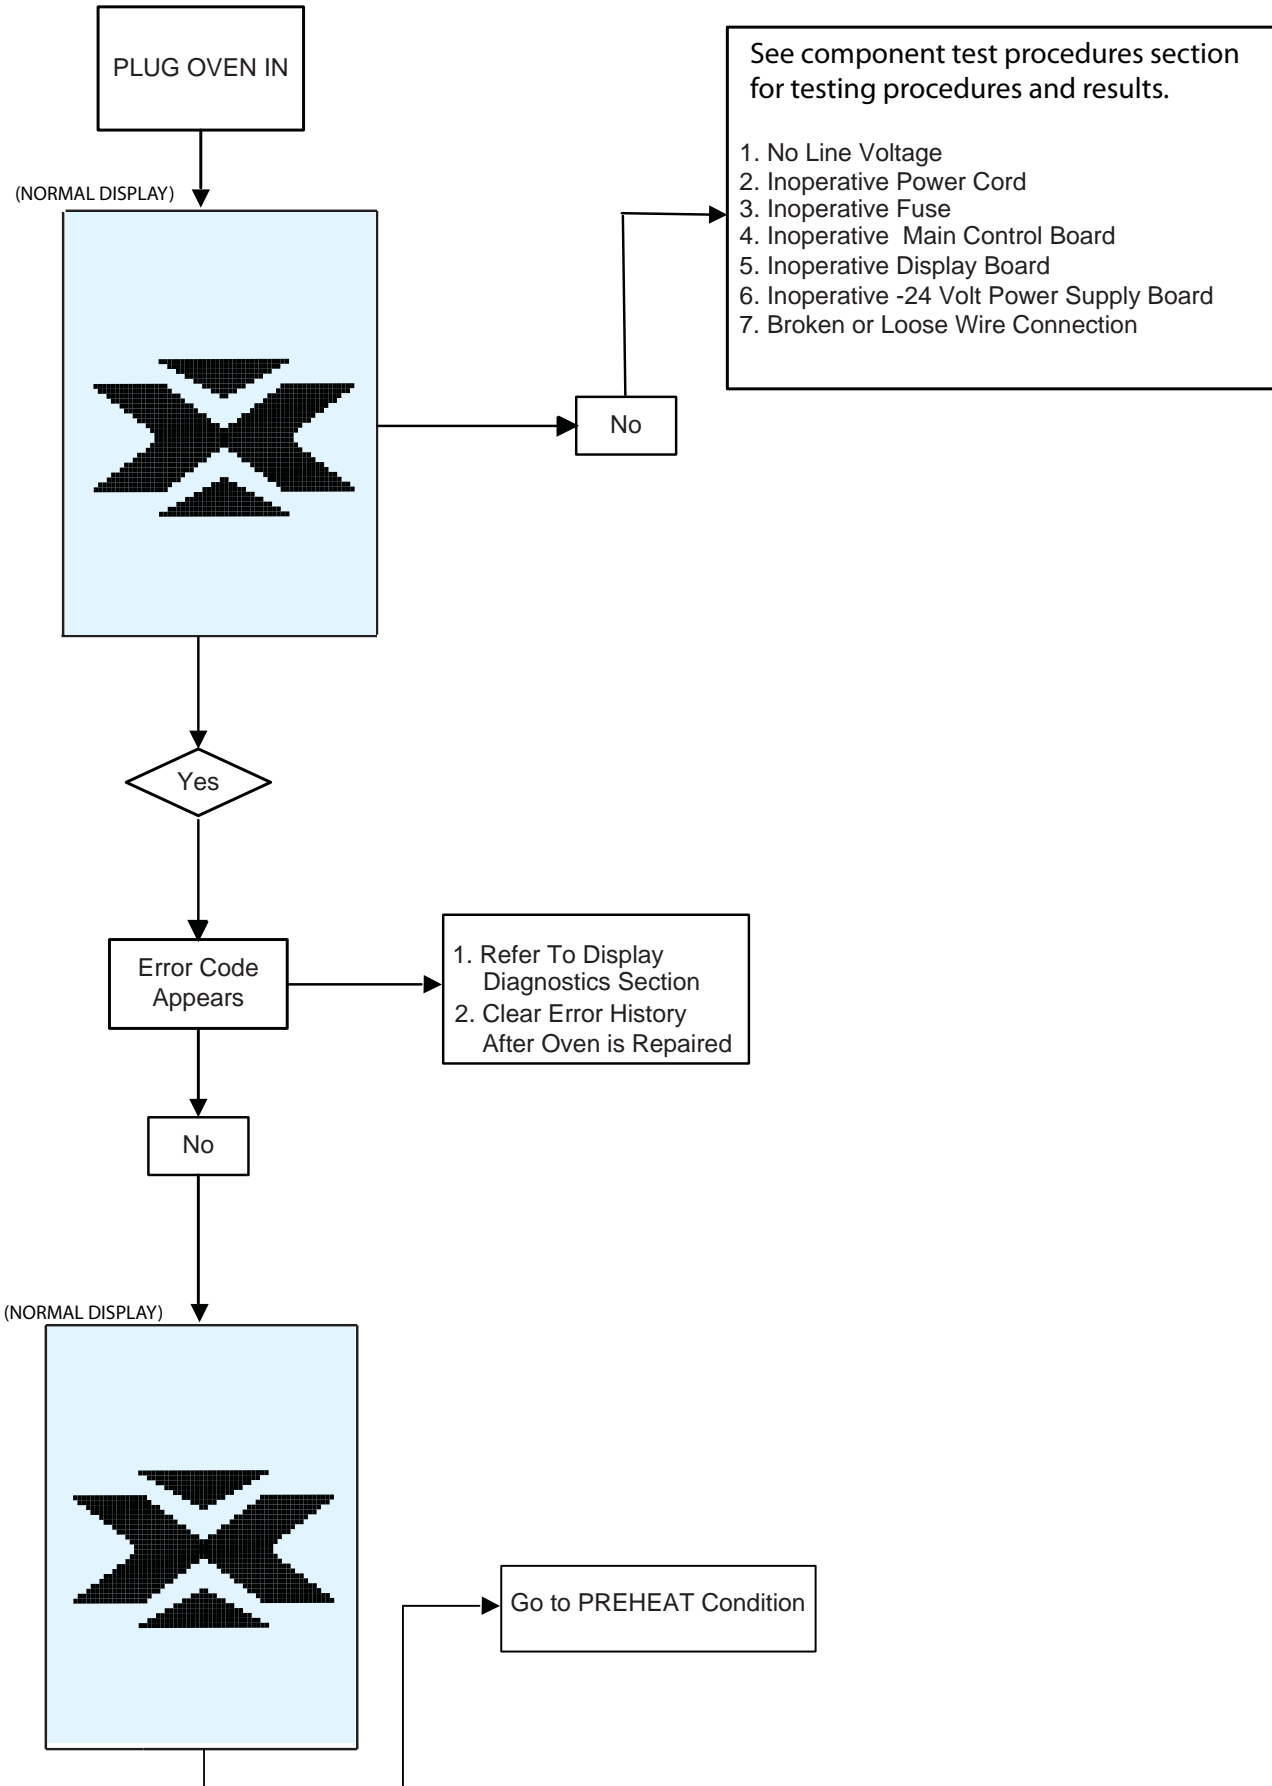 PLUG OVEN IN
See component test procedures section
for testing procedures and results.
1. No Line Voltage
2. Inoperative Power Cord
3. Inoperative Fuse
4. Inoperative  Main Control Board
5. Inoperative Display Board
6. Inoperative -24 Volt Power Supply Board
7. Broken or Loose Wire Connection
(NORMAL DISPLAY)
No
Yes
Error Code
Appears
1. Refer To Display
Diagnostics Section
2. Clear Error History
After Oven is Repaired
No
(NORMAL DISPLAY)
Go to PREHEAT Condition